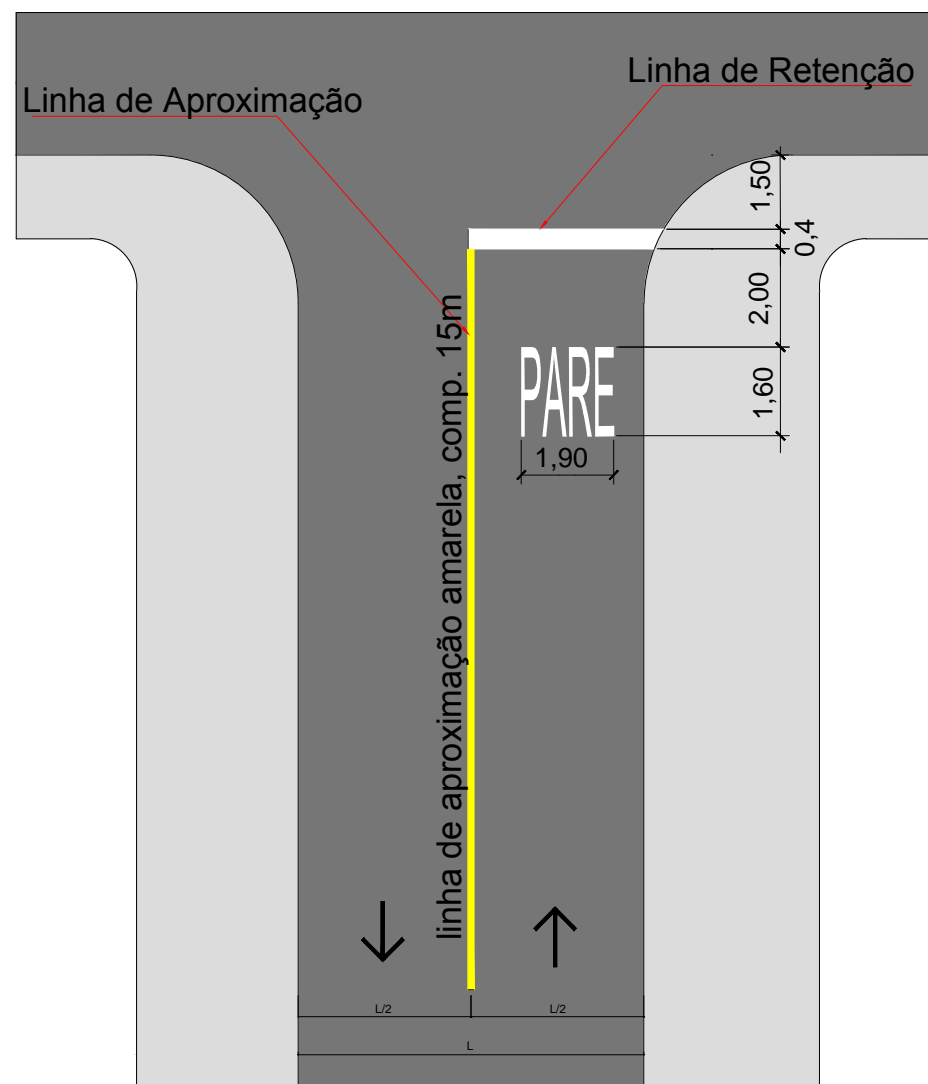 Linha de Retenção
Linha de Aproximação
1,50
0,4
2,00
linha de aproximação amarela, comp. 15m
PARE
1,60
1,90
L/2
L/2
L